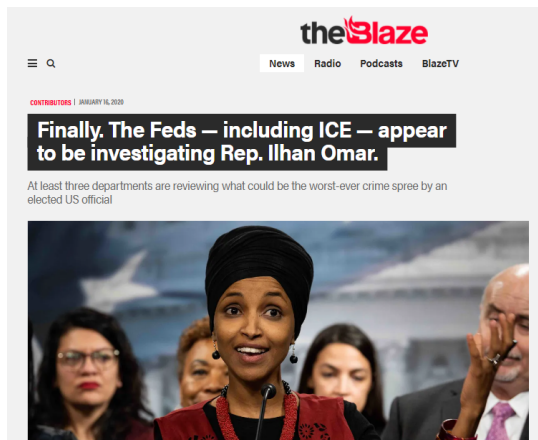 theBlaze
News Radio Podcasts BlazeTV
CONTRIBUTORS | JANUARY 16, 2020
Finally. The Feds — including ICE — appear
to be investigating Rep. Ilhan Omar.
At least three departments are reviewing what could be the worst-ever crime spree by an
elected US official